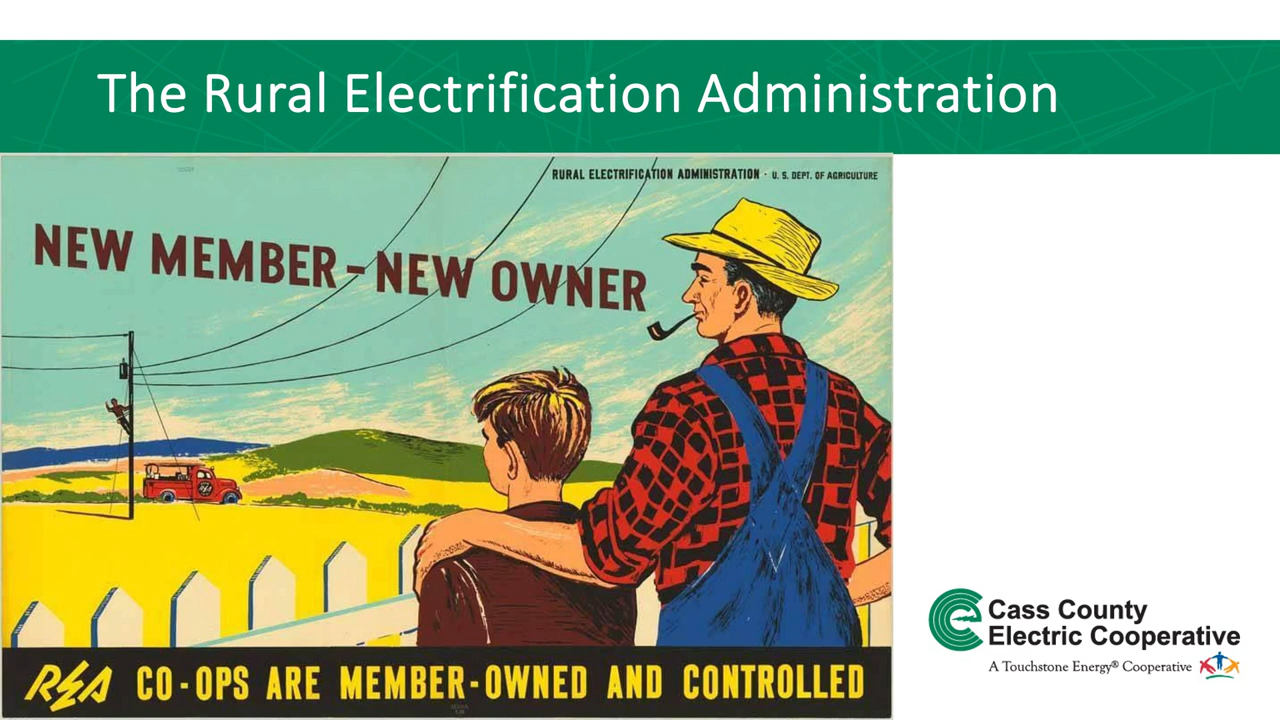 The Rural Electrification Administration
RURAL ELECTRIFICATION ADMINISTRATION · U. S. DEPT. OF AGRICULTURE
NEW MEMBER - NEW OWNER
REA CO-OPS ARE MEMBER-OWNED AND CONTROLLED
Cass County
Electric Cooperative
A Touchstone Energy® Cooperative